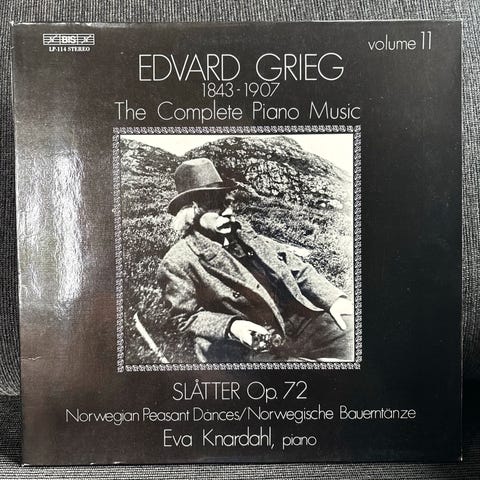 BIS
LP-114 STEREO
volume 11
EDVARD GRIEG
1843-1907
The Complete Piano Music
SLÅTTER Op. 72
Norwegian Peasant Dances/Norwegische Bauerntänze
Eva Knardahl, piano